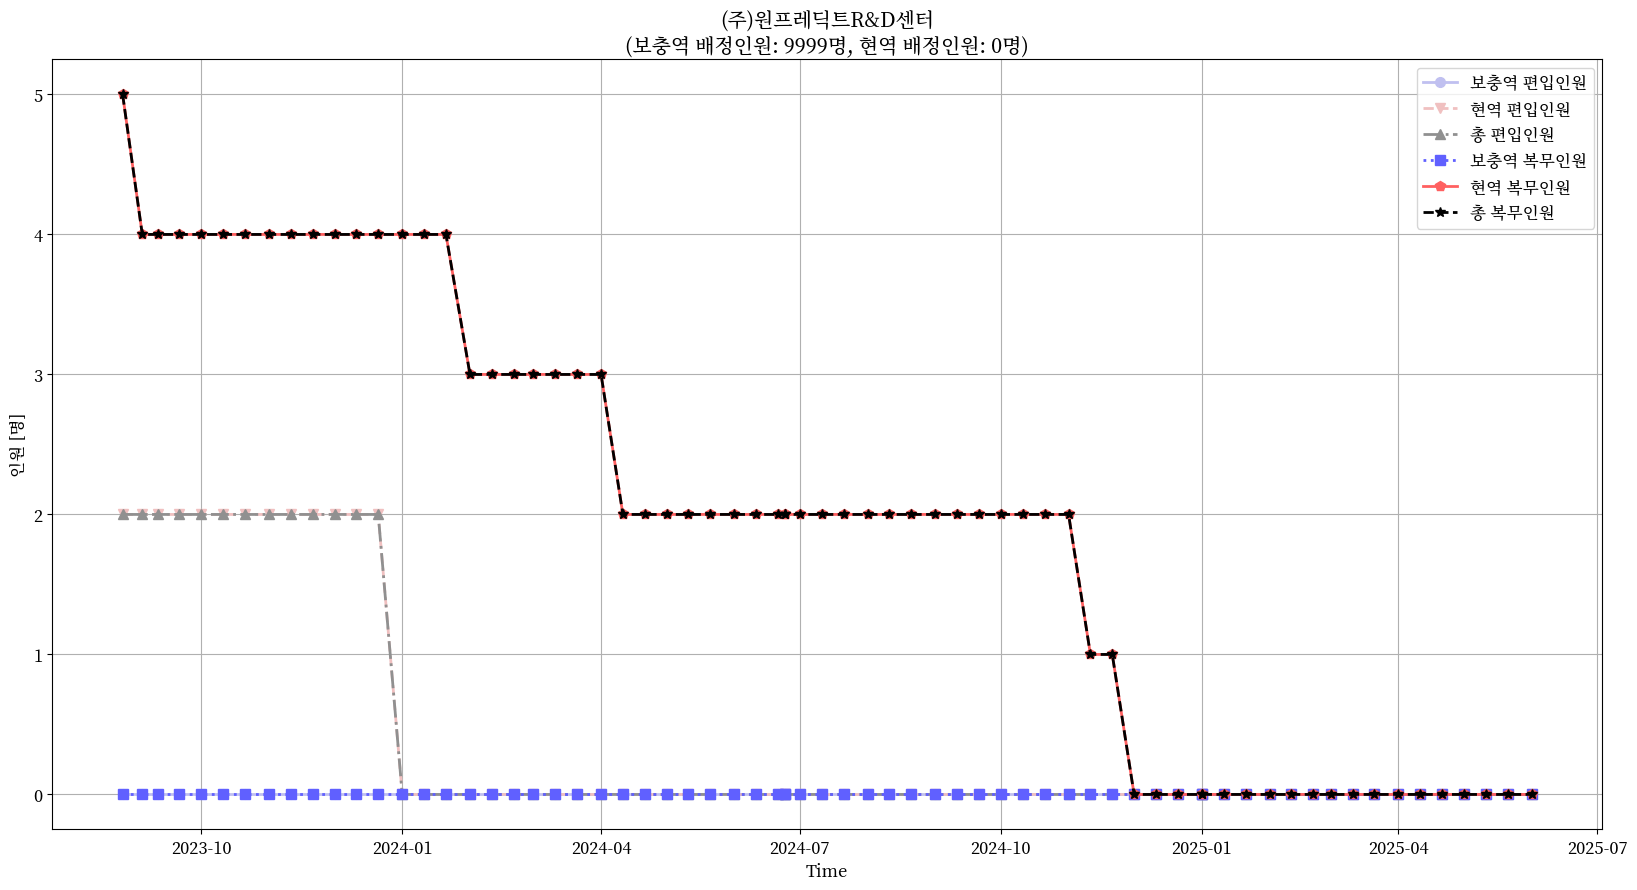 (주)원프레딕트R&D센터
(보충역 배정인원: 9999명, 현역 배정인원: 0명)
보충역 편입인원
현역 편입인원
총 편입인원
보충역 복무인원
현역 복무인원
총 복무인원
인원 [명]
5
4
3
2
1
0
2023-10
2024-01
2024-04
2024-07
2024-10
2025-01
2025-04
2025-07
Time